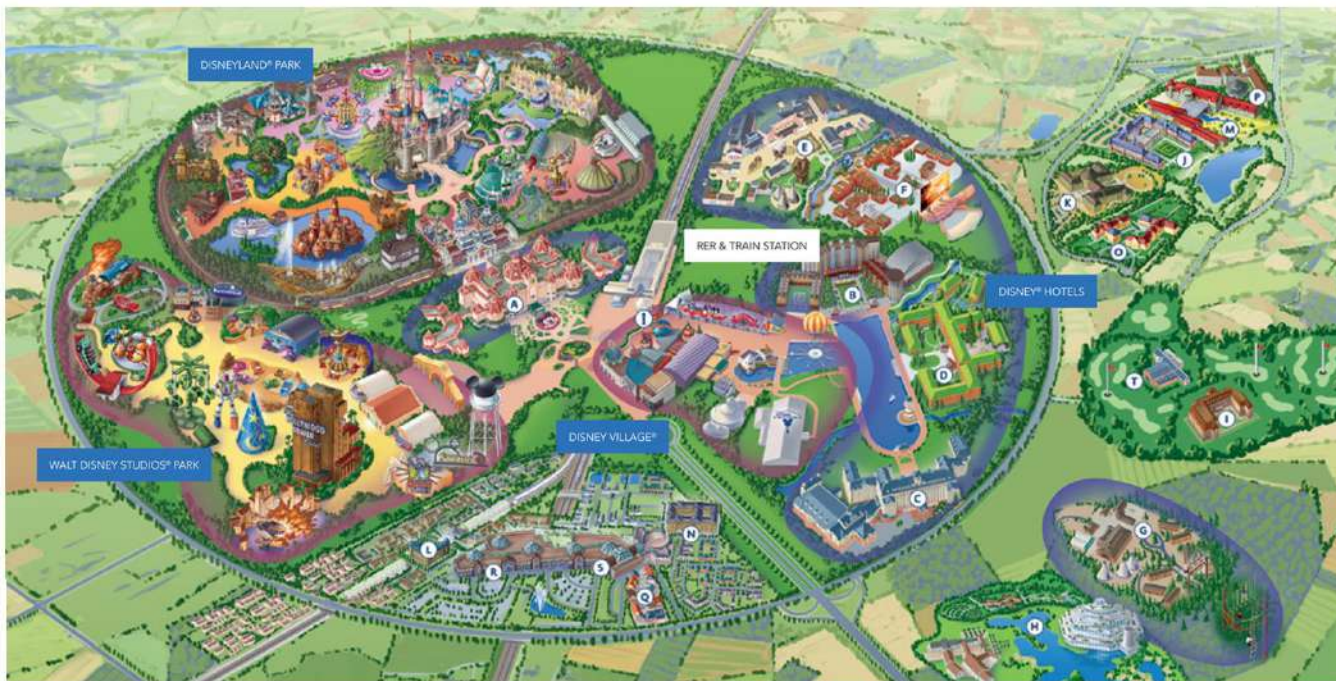 DISNEYLAND® PARK
P
M
E
J
F
K
RER & TRAIN STATION
O
DISNEY® HOTELS
A
B
T
D
I
DISNEY VILLAGE®
WALT DISNEY STUDIOS® PARK
C
N
G
L
R
S
Q
H